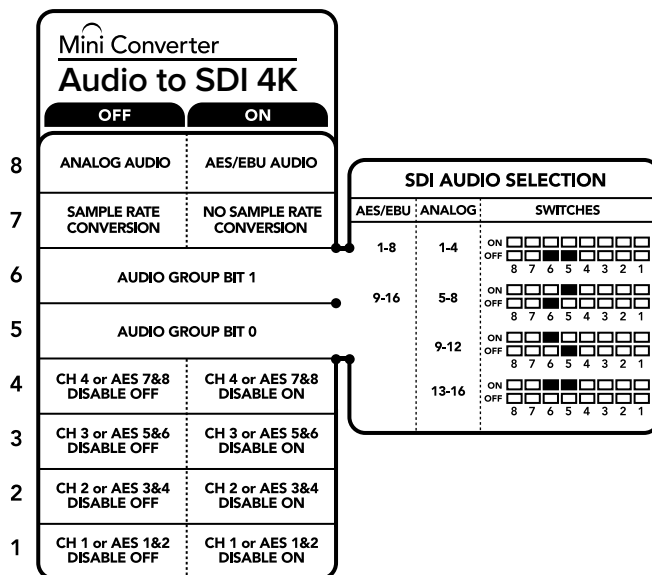 Mini Converter
Audio to SDI 4K
OFF ON
8 ANALOG AUDIO AES/EBU AUDIO
7 SAMPLE RATE CONVERSION NO SAMPLE RATE CONVERSION
6 AUDIO GROUP BIT 1
5 AUDIO GROUP BIT 0
4 CH 4 or AES 7&8 DISABLE OFF CH 4 or AES 7&8 DISABLE ON
3 CH 3 or AES 5&6 DISABLE OFF CH 3 or AES 5&6 DISABLE ON
2 CH 2 or AES 3&4 DISABLE OFF CH 2 or AES 3&4 DISABLE ON
1 CH 1 or AES 1&2 DISABLE OFF CH 1 or AES 1&2 DISABLE ON
SDI AUDIO SELECTION
AES/EBU ANALOG SWITCHES
1-8 1-4 ON
OFF
8 7 6 5 4 3 2 1
9-16 5-8 ON
OFF
8 7 6 5 4 3 2 1
9-12 ON
OFF
8 7 6 5 4 3 2 1
13-16 ON
OFF
8 7 6 5 4 3 2 1